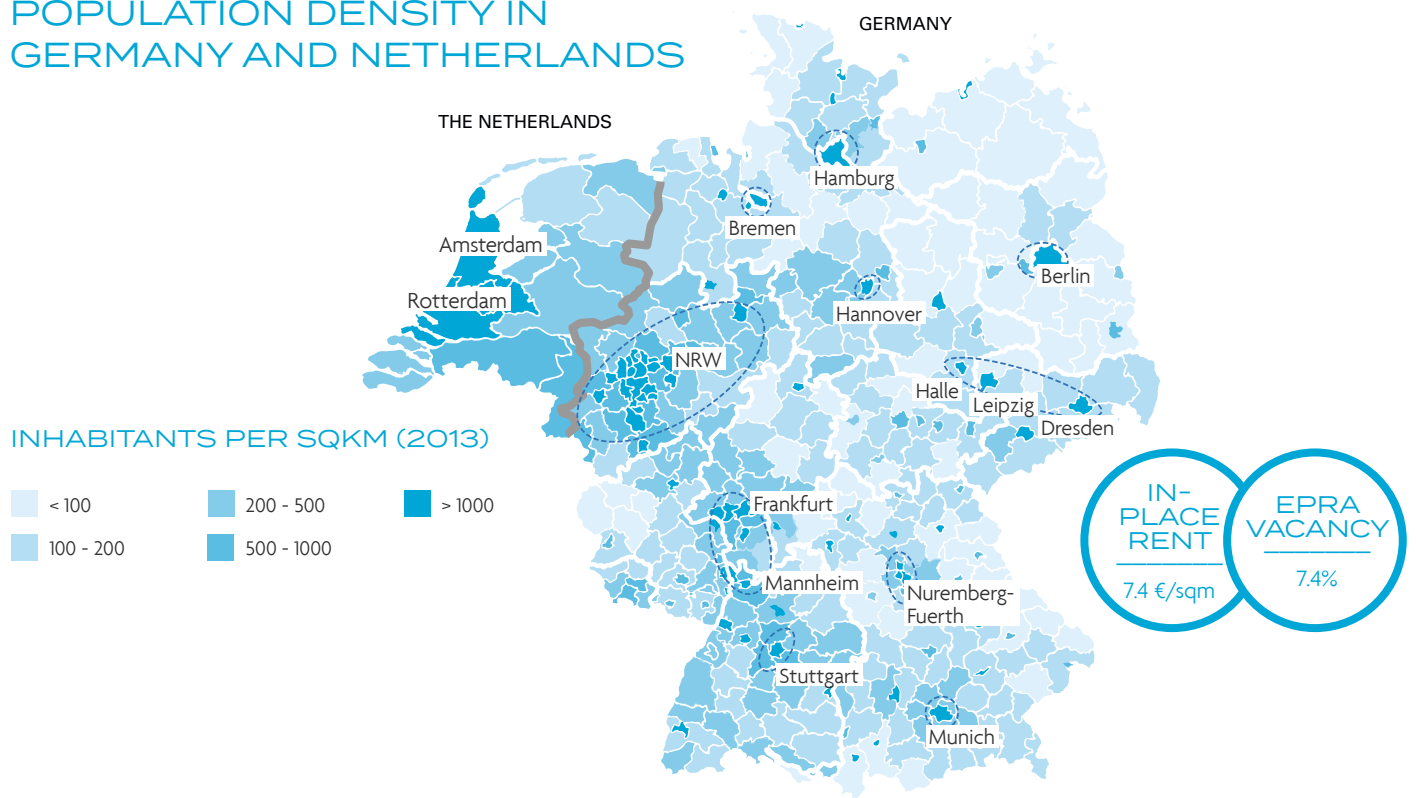 POPULATION DENSITY IN
GERMANY AND NETHERLANDS
GERMANY
THE NETHERLANDS
Hamburg
Bremen
Amsterdam
Berlin
Rotterdam
Hannover
NRW
Halle
Leipzig
Dresden
INHABITANTS PER SQKM (2013)
< 100
200 - 500
> 1000
100 - 200
500 - 1000
Frankfurt
Mannheim
Nuremberg-
Fuerth
Stuttgart
Munich
IN-
PLACE
RENT
7.4 €/sqm
EPRA
VACANCY
7.4%